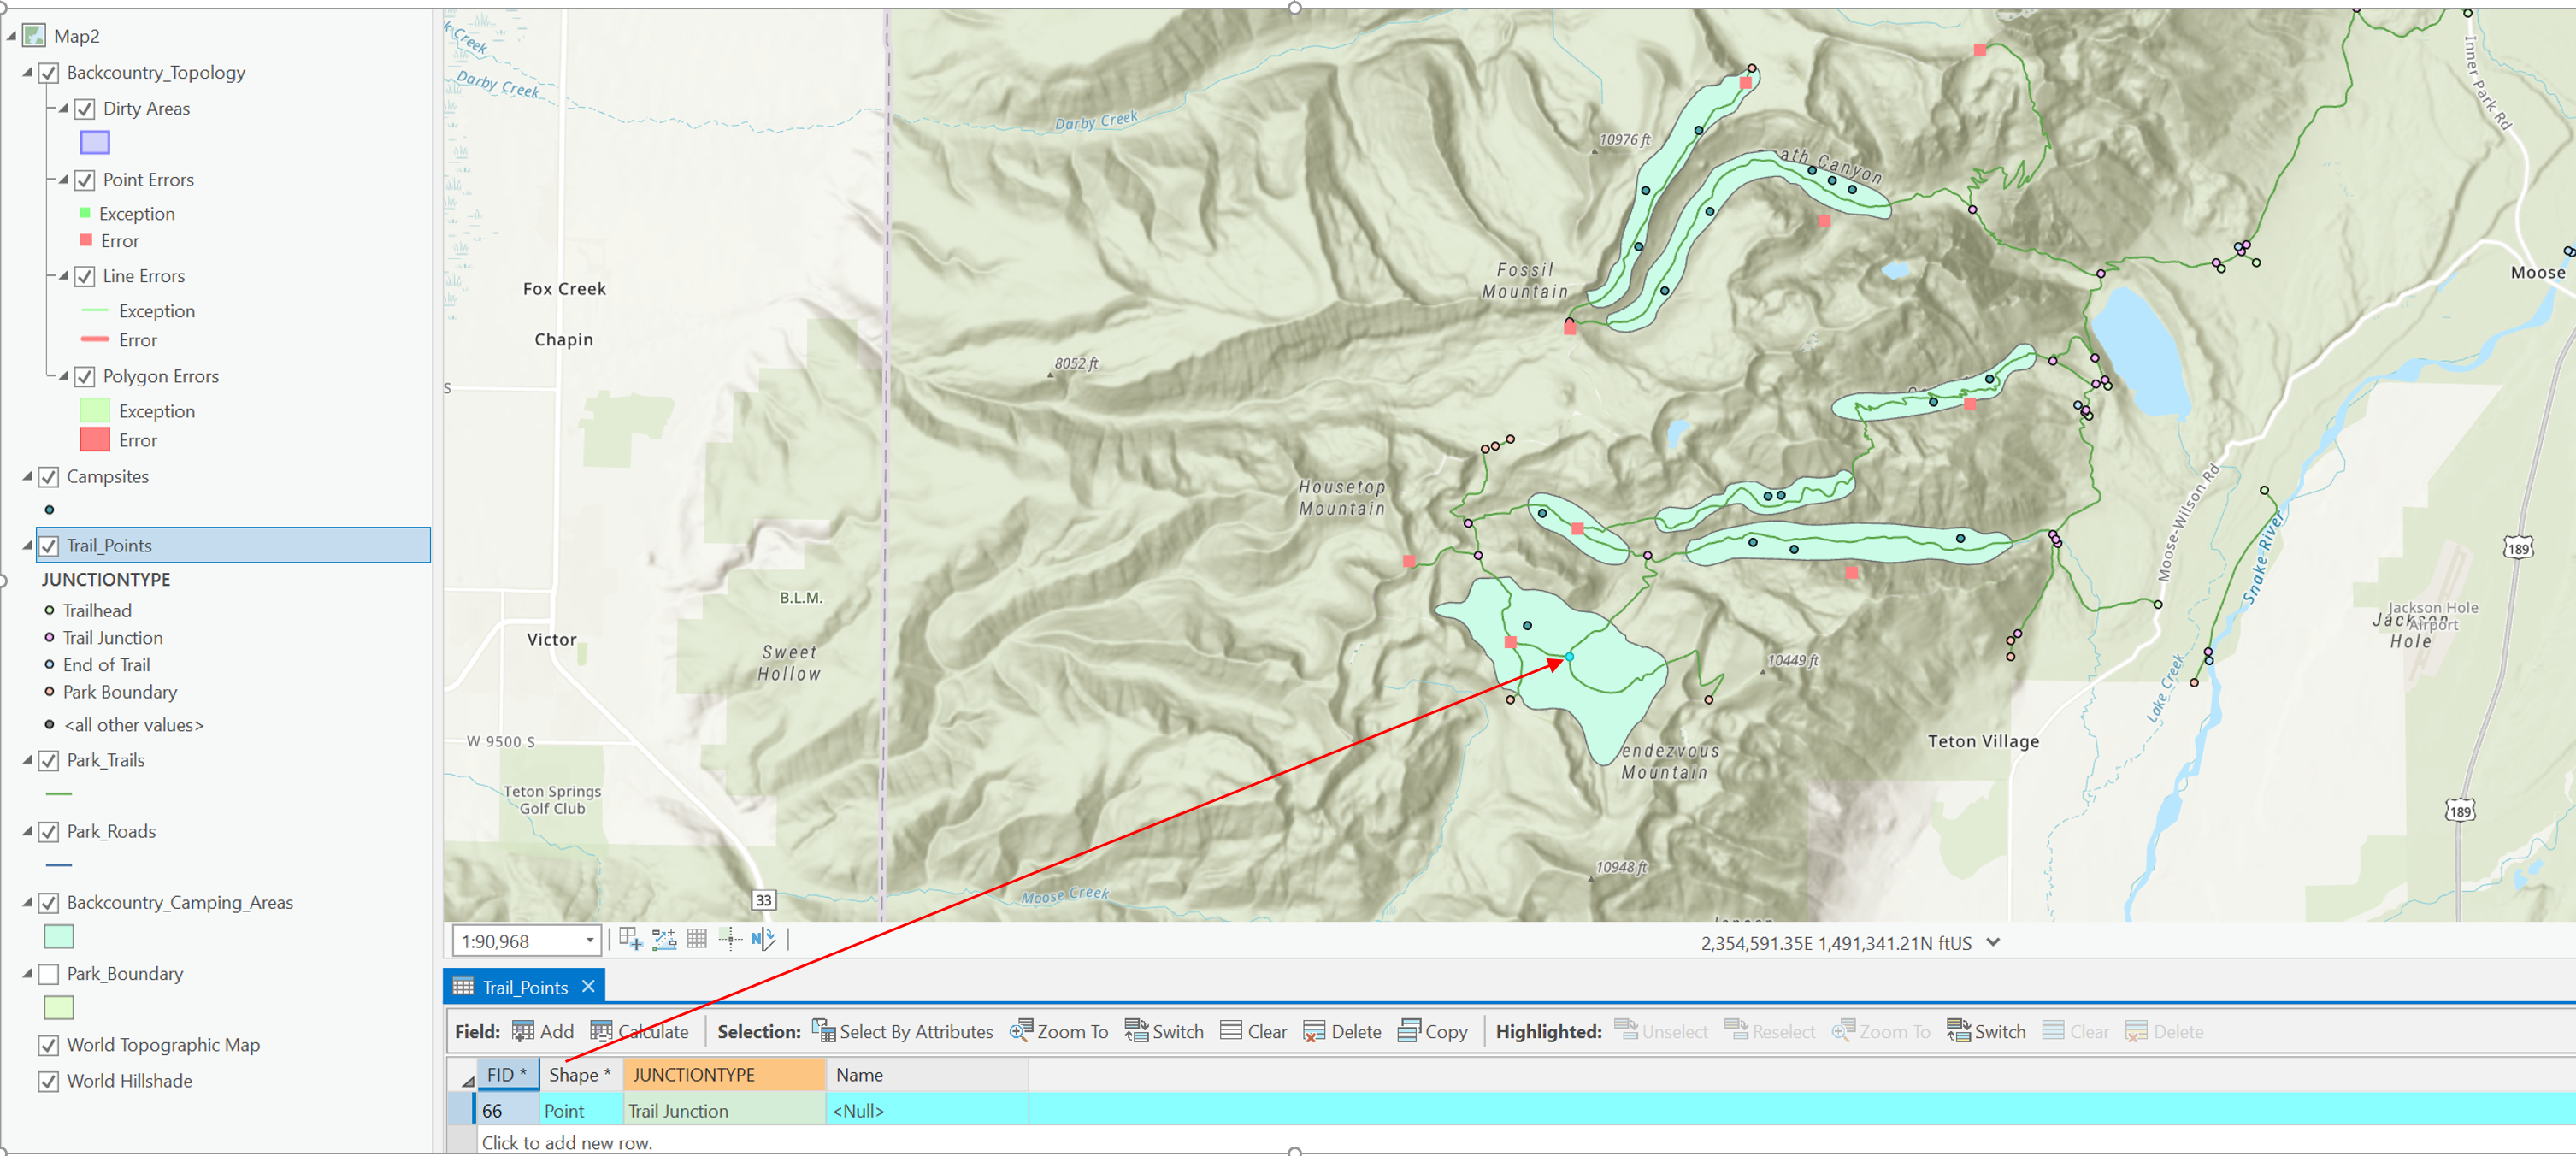 Map2
Backcountry_Topology
Dirty Areas
Point Errors
Exception
Error
Line Errors
Exception
Error
Polygon Errors
Exception
Error
Campsites
Trail_Points
JUNCTIONTYPE
Trailhead
Trail Junction
End of Trail
Park Boundary
<all other values>
Park_Trails
Park_Roads
Backcountry_Camping_Areas
Park_Boundary
World Topographic Map
World Hillshade
k Creek
Darby Creek
Darby Creek
10976 ft
ath Canyon
Inner Park Rd
Fox Creek
Chapin
Fossil
Mountain
Moose
8052 ft
S
Housetop
Mountain
Moose-Wilson Rd
Snake River
189
B.L.M.
Victor
Sweet
Hollow
Jackson Hole
Airport
Jackson
Hole
10449 ft
Lake Creek
W 9500 S
Teton Village
endezvous
Mountain
Teton Springs
Golf Club
189
10948 ft
33
Moose Creek
1:90,968
2,354,591.35E 1,491,341.21N ftUS
Trail_Points
Field: Add Calculate Selection: Select By Attributes Zoom To Switch Clear Delete Copy Highlighted: Unselect Reselect Zoom To Switch Clear Delete
FID * Shape * JUNCTIONTYPE Name
66 Point Trail Junction <Null>
Click to add new row.